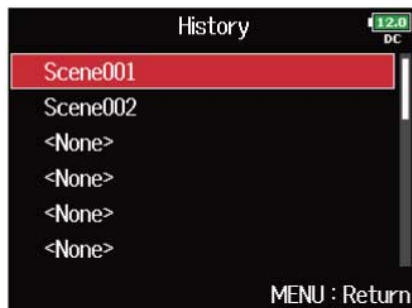 History
12.0
DC
Scene001
Scene002
<None>
<None>
<None>
<None>
MENU : Return